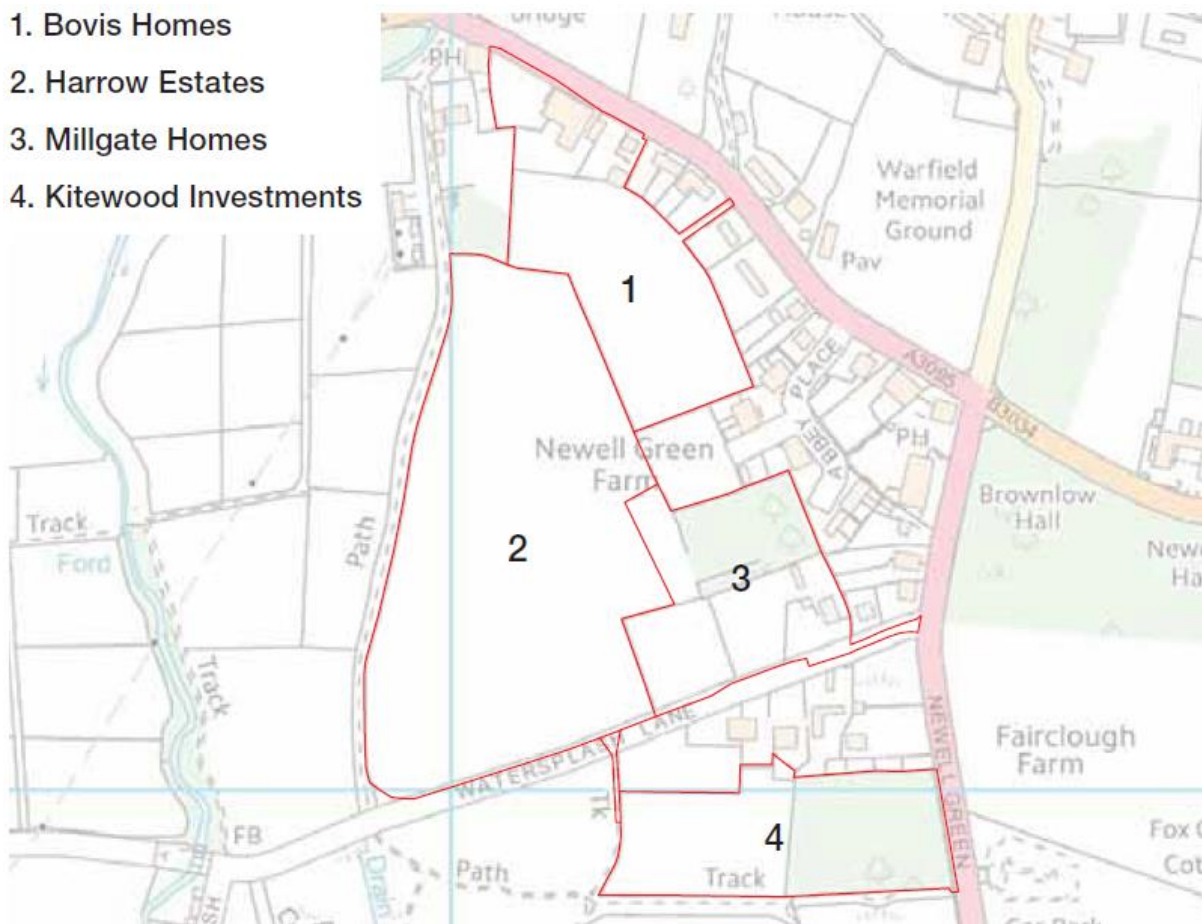 1. Bovis Homes
2. Harrow Estates
3. Millgate Homes
4. Kitewood Investments
PH
Warfield
Memorial
Ground
Pav
1
A3095
B3034
ABBEY PLACE
PH
Newell Green
Farm
Brownlow
Hall
Track
Ford
Path
2
3
Track
NEWELL GREEN
WATERSPLASH LANE
Fairclough
Farm
Tk
FB
4
Path
Track
Drain